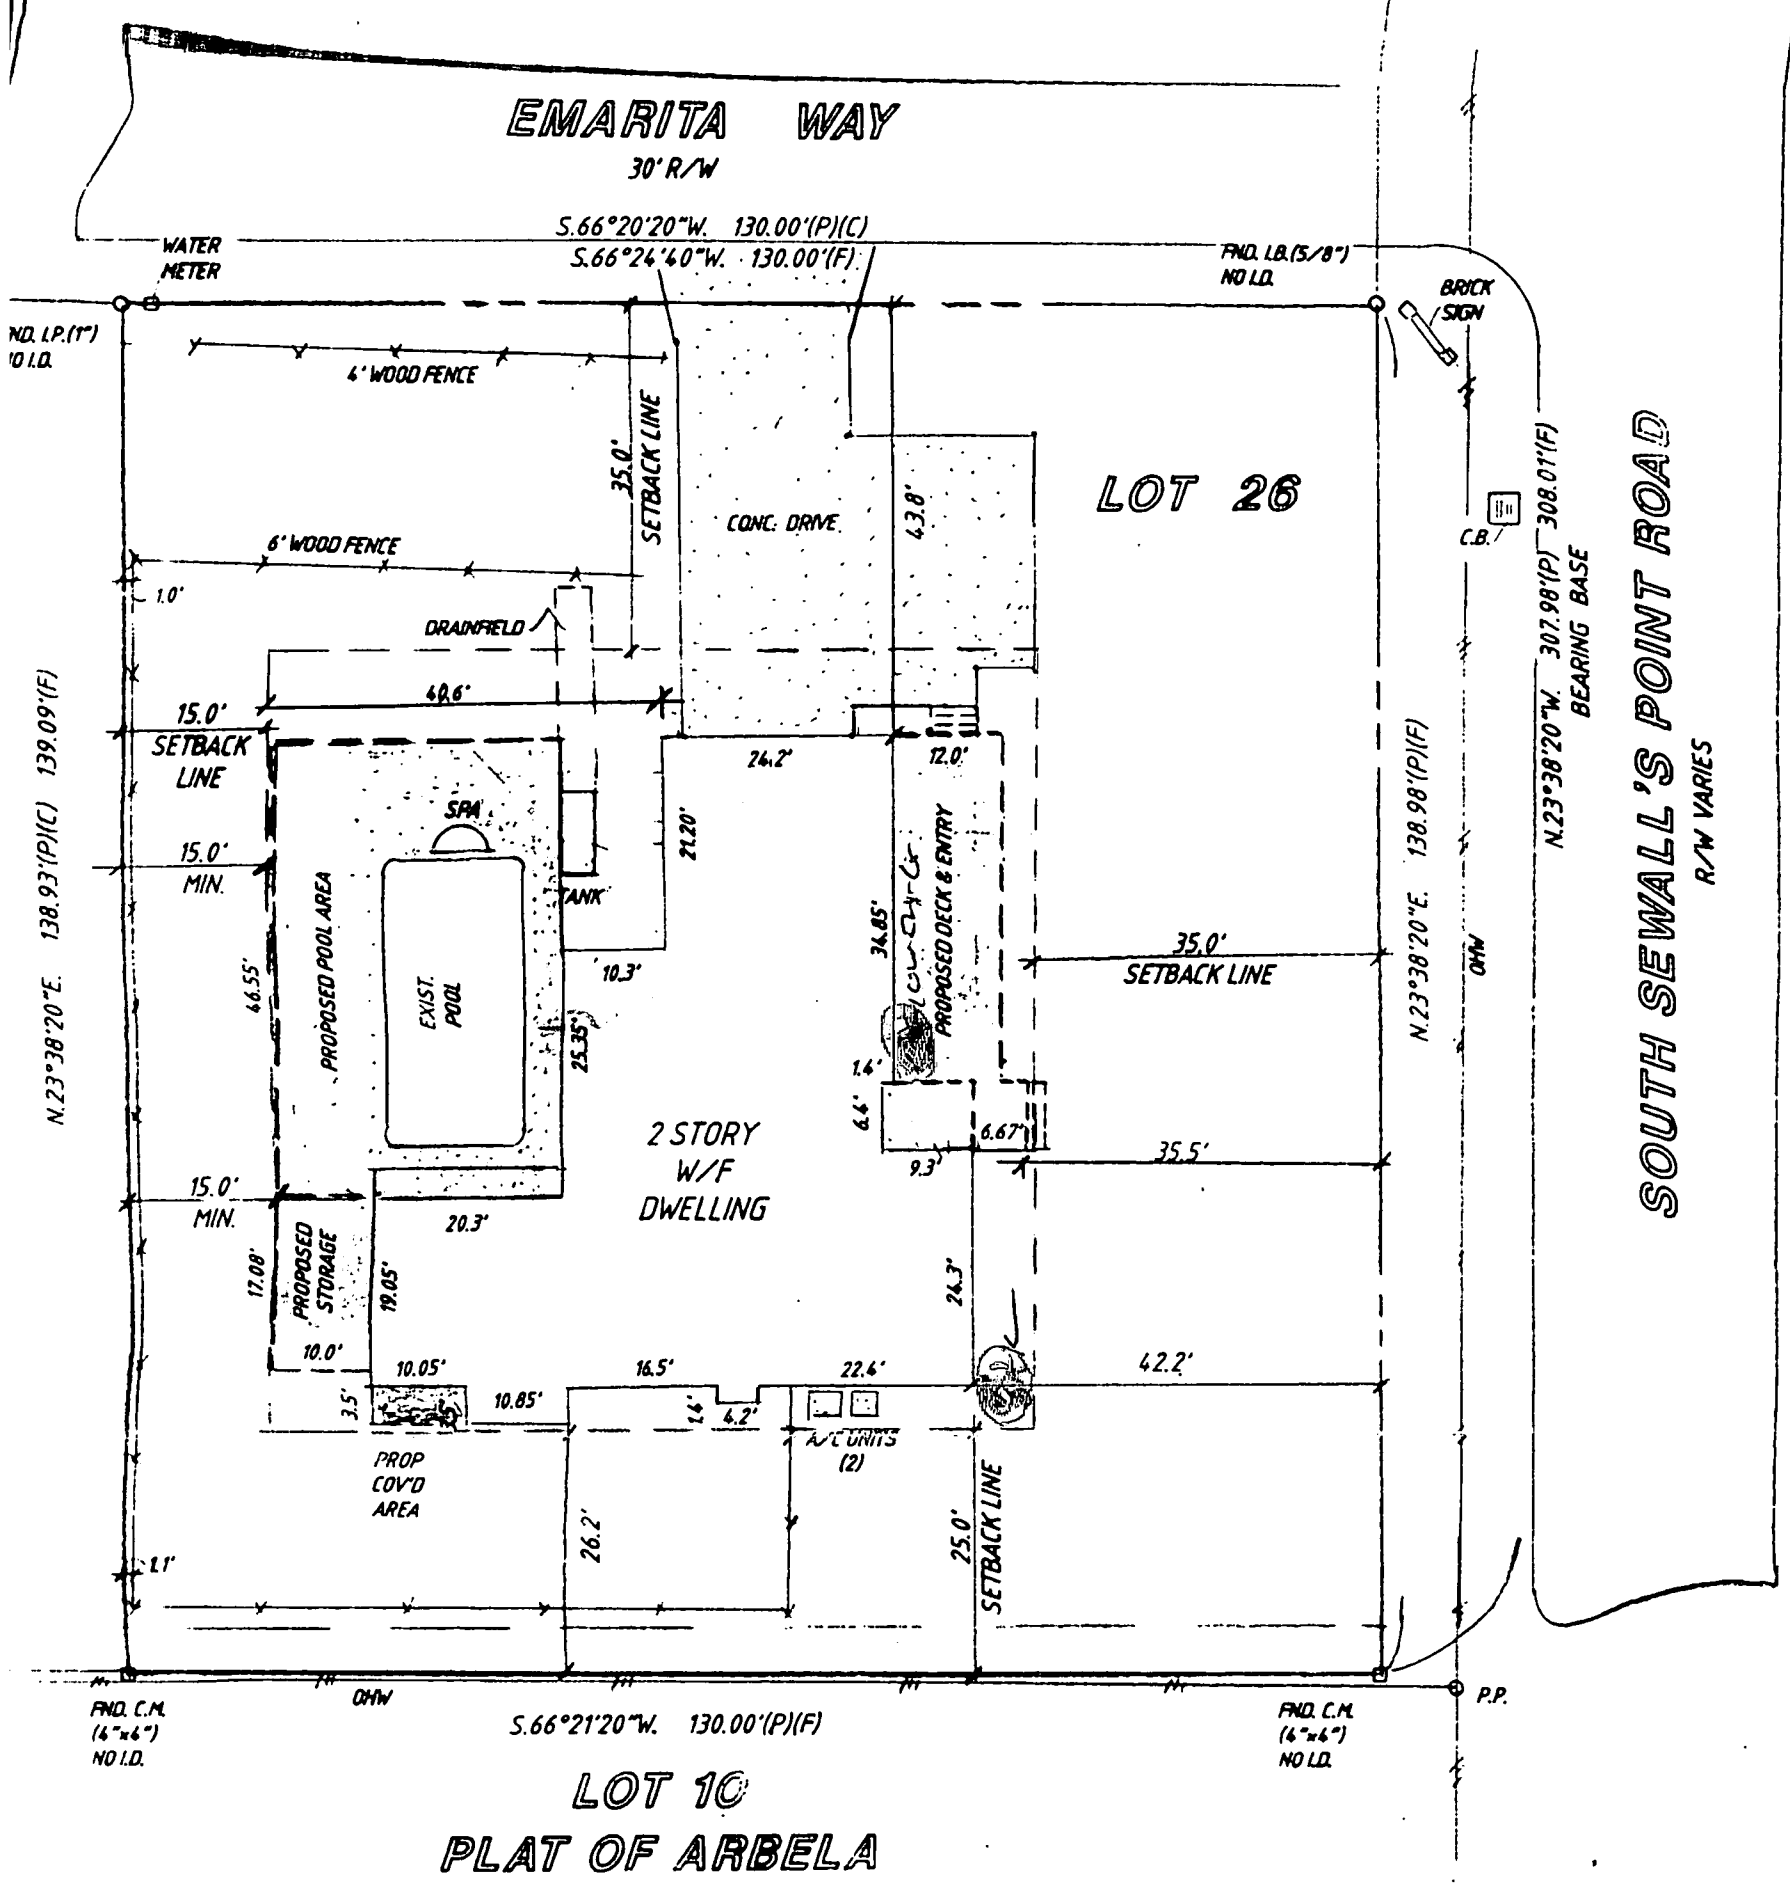 EMARITA WAY
30' R/W
S.66°20'20"W. 130.00'(P)(C)
S.66°24'40"W. 130.00'(F)
WATER
METER
FND. I.B.(5/8")
NO I.D.
BRICK
SIGN
ND. I.P.(1")
O I.D.
4' WOOD FENCE
35.0'
SETBACK LINE
CONC. DRIVE
43.8'
LOT 26
C.B.
6' WOOD FENCE
1.0'
DRAINFIELD
40.6'
15.0'
SETBACK
LINE
24.2'
12.0'
SPA
21.20'
15.0'
MIN.
TANK
PROPOSED POOL AREA
EXIST.
POOL
46.55'
10.3'
25.35'
34.85'
PROPOSED DECK & ENTRY
35.0'
SETBACK LINE
1.4'
6.4'
6.67'
9.3'
35.5'
2 STORY
W/F
DWELLING
15.0'
MIN.
20.3'
17.08'
PROPOSED
STORAGE
19.05'
24.3'
10.0'
10.05'
16.5'
22.4'
42.2'
3.5'
10.85'
1.4'
4.2'
A/C UNITS
(2)
PROP
COV'D
AREA
26.2'
25.0'
SETBACK LINE
1.1'
N.23°38'20"E. 138.93'(P)(C) 139.09'(F)
N.23°38'20"E. 138.98'(P)(F)
OHW
N.23°38'20"W. 307.98'(P) 308.01'(F)
BEARING BASE
SOUTH SEWALL'S POINT ROAD
R/W VARIES
OHW
P.P.
FND. C.M.
(4"x4")
NO I.D.
S.66°21'20"W. 130.00'(P)(F)
FND. C.M.
(4"x4")
NO I.D.
LOT 10
PLAT OF ARBELA